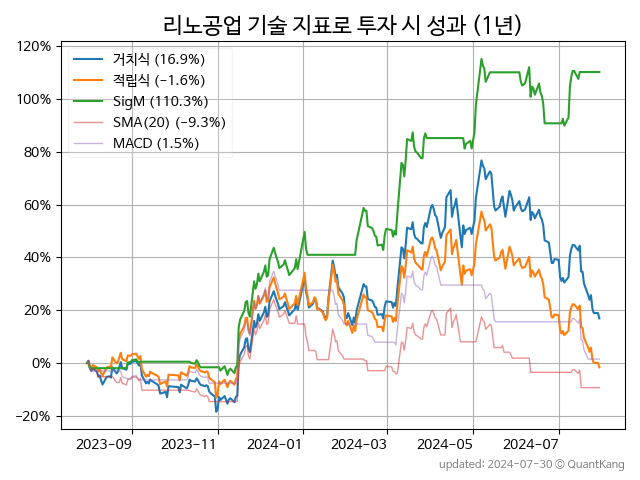 리노공업 기술 지표로 투자 시 성과 (1년)
거치식 (16.9%)
적립식 (−1.6%)
SigM (110.3%)
SMA(20) (−9.3%)
MACD (1.5%)
120%
100%
80%
60%
40%
20%
0%
−20%
2023-09
2023-11
2024-01
2024-03
2024-05
2024-07
updated: 2024-07-30 © QuantKang